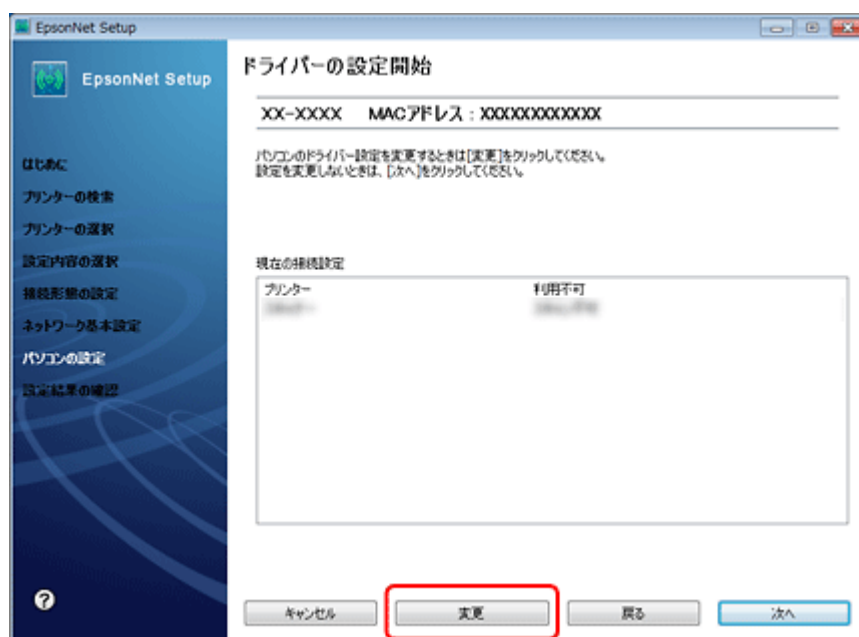 EpsonNet Setup
EpsonNet Setup
はじめに
プリンターの検索
プリンターの選択
設定内容の選択
接続形態の設定
ネットワーク基本設定
パソコンの設定
設定結果の確認
ドライバーの設定開始
XX-XXXX MACアドレス：XXXXXXXXXXXX
パソコンのドライバー設定を変更するときは[変更]をクリックしてください。
設定を変更しないときは、[次へ]をクリックしてください。
現在の接続設定
プリンター 利用不可
?
キャンセル 変更 戻る 次へ